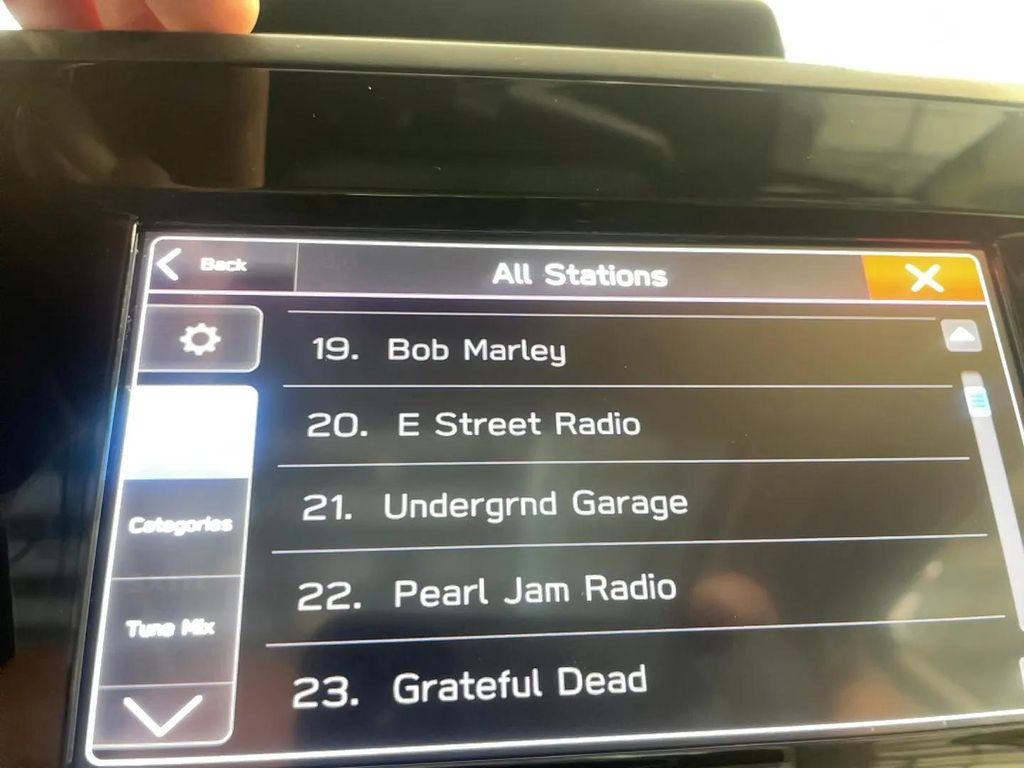 Back
All Stations
19. Bob Marley
20. E Street Radio
21. Undergrnd Garage
Categories
22. Pearl Jam Radio
Tune Mix
23. Grateful Dead